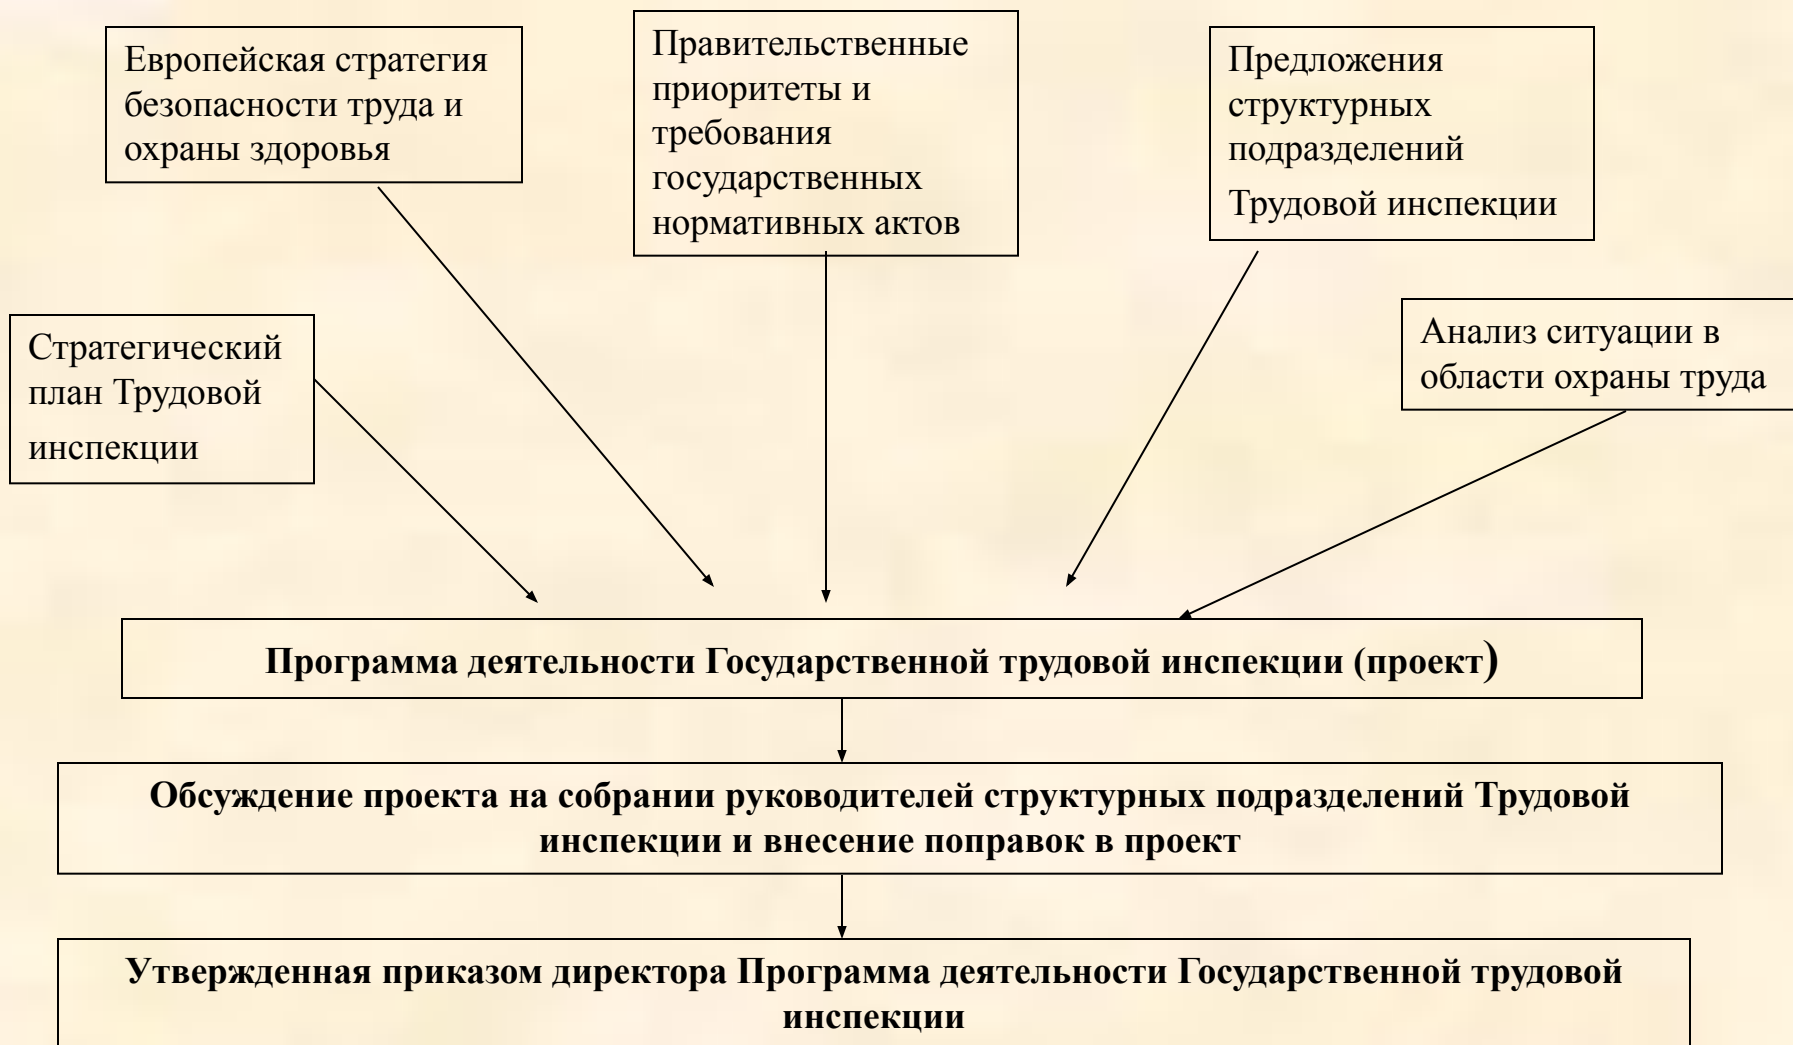 Европейская стратегия
безопасности труда и
охраны здоровья
Правительственные
приоритеты и
требования
государственных
нормативных актов
Предложения
структурных
подразделений
Трудовой инспекции
Стратегический
план Трудовой
инспекции
Анализ ситуации в
области охраны труда
Программа деятельности Государственной трудовой инспекции (проект)
Обсуждение проекта на собрании руководителей структурных подразделений Трудовой
инспекции и внесение поправок в проект
Утвержденная приказом директора Программа деятельности Государственной трудовой
инспекции